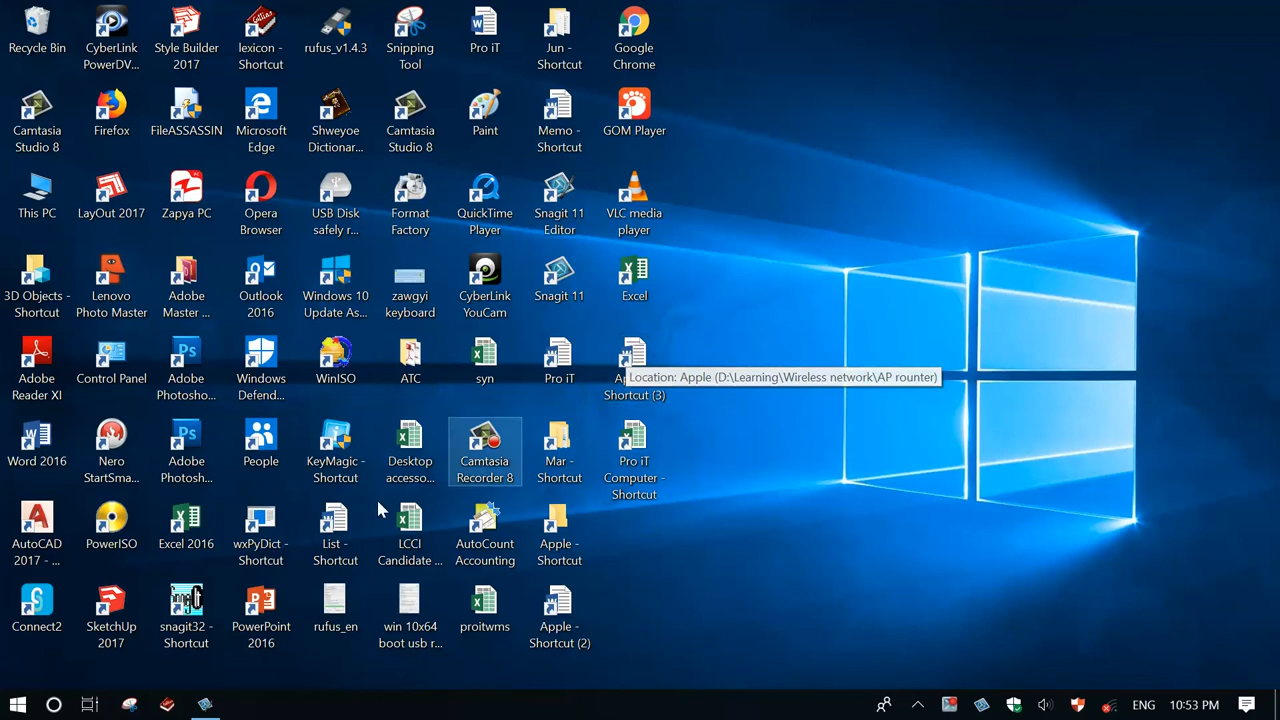 Recycle Bin
CyberLink
PowerDV...
Style Builder
2017
lexicon -
Shortcut
rufus_v1.4.3
Snipping
Tool
Pro iT
Jun -
Shortcut
Google
Chrome
Camtasia
Studio 8
Firefox
FileASSASSIN
Microsoft
Edge
Shweyoe
Dictionar...
Camtasia
Studio 8
Paint
Memo -
Shortcut
GOM Player
This PC
LayOut 2017
Zapya PC
Opera
Browser
USB Disk
safely r...
Format
Factory
QuickTime
Player
Snagit 11
Editor
VLC media
player
3D Objects -
Shortcut
Lenovo
Photo Master
Adobe
Master ...
Outlook
2016
Windows 10
Update As...
zawgyi
keyboard
CyberLink
YouCam
Snagit 11
Excel
Adobe
Reader XI
Control Panel
Adobe
Photosho...
Windows
Defend...
WinISO
ATC
syn
Pro iT
Shortcut (3)
Location: Apple (D:\Learning\Wireless network\AP rounter)
Word 2016
Nero
StartSma...
Adobe
Photosh...
People
KeyMagic -
Shortcut
Desktop
accesso...
Camtasia
Recorder 8
Mar -
Shortcut
Pro iT
Computer -
Shortcut
AutoCAD
2017 - ...
PowerISO
Excel 2016
wxPyDict -
Shortcut
List -
Shortcut
LCCI
Candidate ...
AutoCount
Accounting
Apple -
Shortcut
Connect2
SketchUp
2017
snagit32 -
Shortcut
PowerPoint
2016
rufus_en
win 10x64
boot usb r...
proitwms
Apple -
Shortcut (2)
ENG
10:53 PM